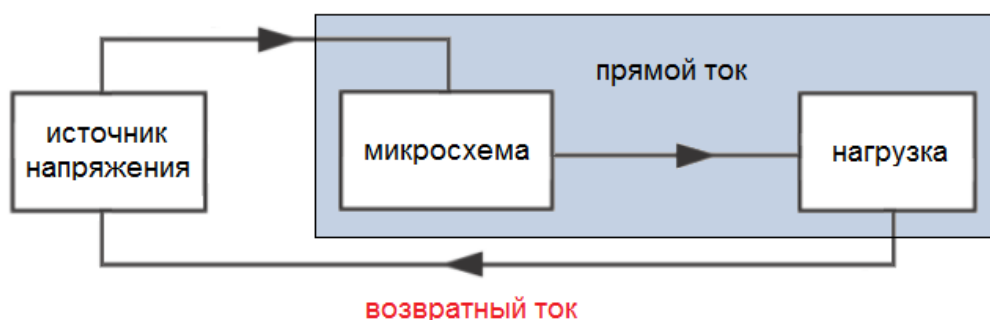 прямой ток
источник
напряжения
микросхема
нагрузка
возвратный ток